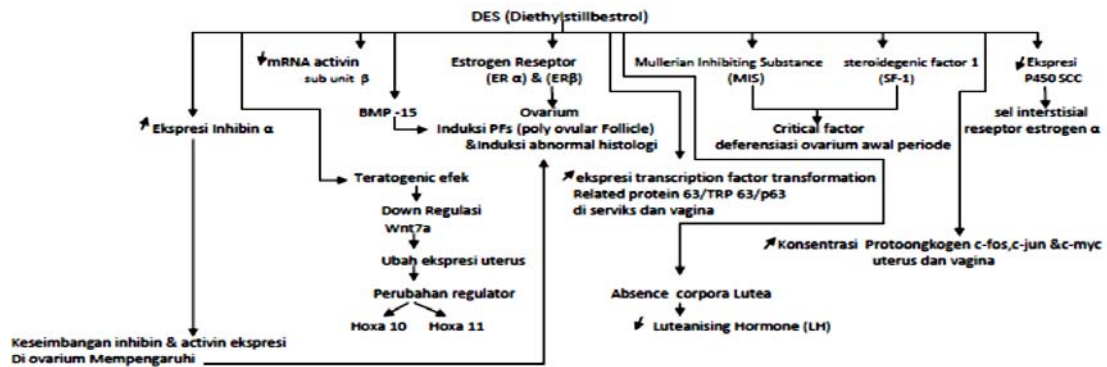 DES (Diethylstillbestrol)
mRNA activin
sub unit β
Estrogen Reseptor
(ER α) & (ERβ)
Mullerian Inhibiting Substance
(MIS)
steroidegenic factor 1
(SF-1)
Ekspresi
P450 SCC
Ekspresi Inhibin α
BMP -15
Ovarium
Induksi PFs (poly ovular Follicle)
&Induksi abnormal histologi
Critical factor
deferensiasi ovarium awal periode
sel interstisial
reseptor estrogen α
Teratogenic efek
ekspresi transcription factor transformation
Related protein 63/TRP 63/p63
di serviks dan vagina
Down Regulasi
Wnt7a
Konsentrasi Protoongkogen c-fos,c-jun &c-myc
uterus dan vagina
Ubah ekspresi uterus
Perubahan regulator
Absence corpora Lutea
Hoxa 10 Hoxa 11
Luteanising Hormone (LH)
Keseimbangan inhibin & activin ekspresi
Di ovarium Mempengaruhi